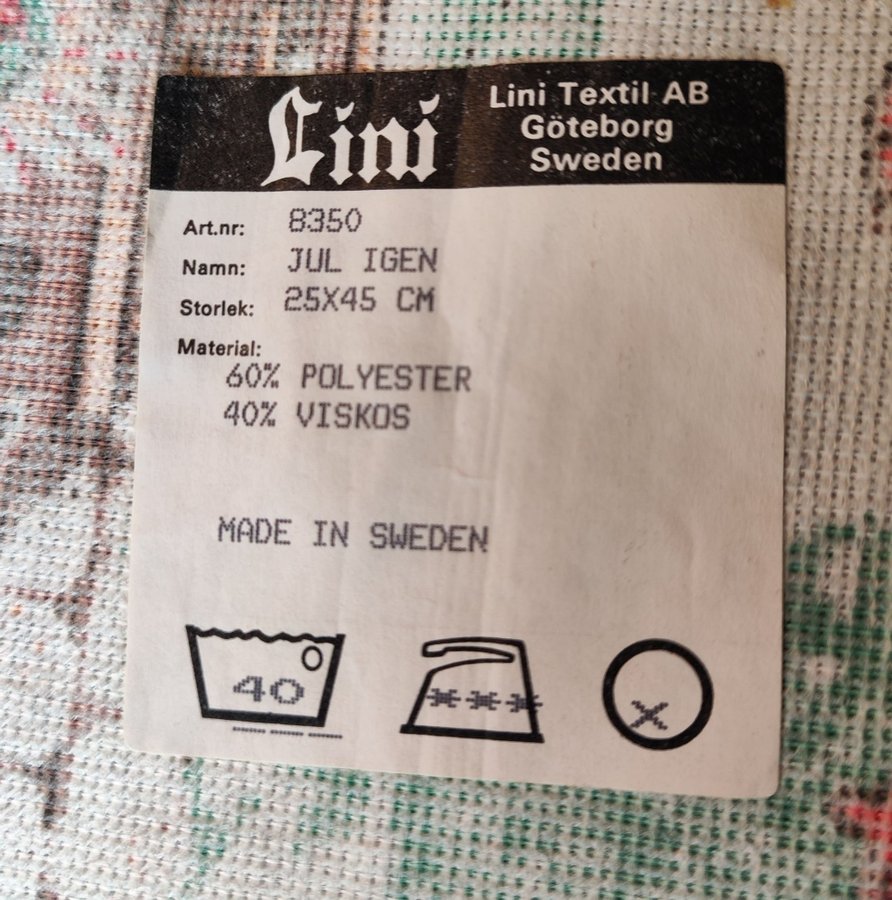 Lini
Lini Textil AB
Göteborg
Sweden
Art.nr: 8350
Namn: JUL IGEN
Storlek: 25X45 CM
Material:
60% POLYESTER
40% VISKOS
MADE IN SWEDEN
40